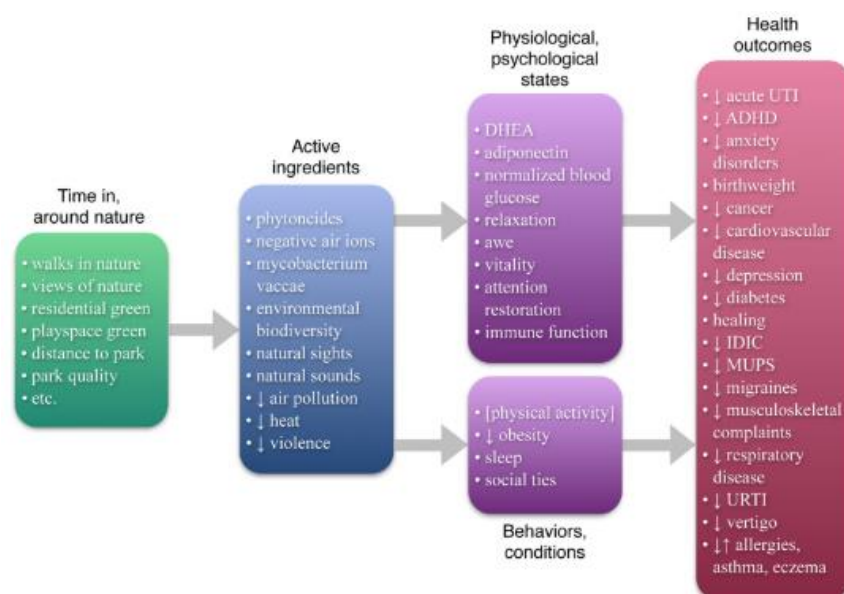 Time in,
around nature
• walks in nature
• views of nature
• residential green
• playspace green
• distance to park
• park quality
• etc.
Active
ingredients
• phytoncides
• negative air ions
• mycobacterium
vaccae
• environmental
biodiversity
• natural sights
• natural sounds
• ↓ air pollution
• ↓ heat
• ↓ violence
Physiological,
psychological
states
• DHEA
• adiponectin
• normalized blood
glucose
• relaxation
• awe
• vitality
• attention
restoration
• immune function
• [physical activity]
• ↓ obesity
• sleep
• social ties
Behaviors,
conditions
Health
outcomes
• ↓ acute UTI
• ↓ ADHD
• ↓ anxiety
disorders
• birthweight
• ↓ cancer
• ↓ cardiovascular
disease
• ↓ depression
• ↓ diabetes
• healing
• ↓ IDIC
• ↓ MUPS
• ↓ migraines
• ↓ musculoskeletal
complaints
• ↓ respiratory
disease
• ↓ URTI
• ↓ vertigo
• ↓↑ allergies,
asthma, eczema